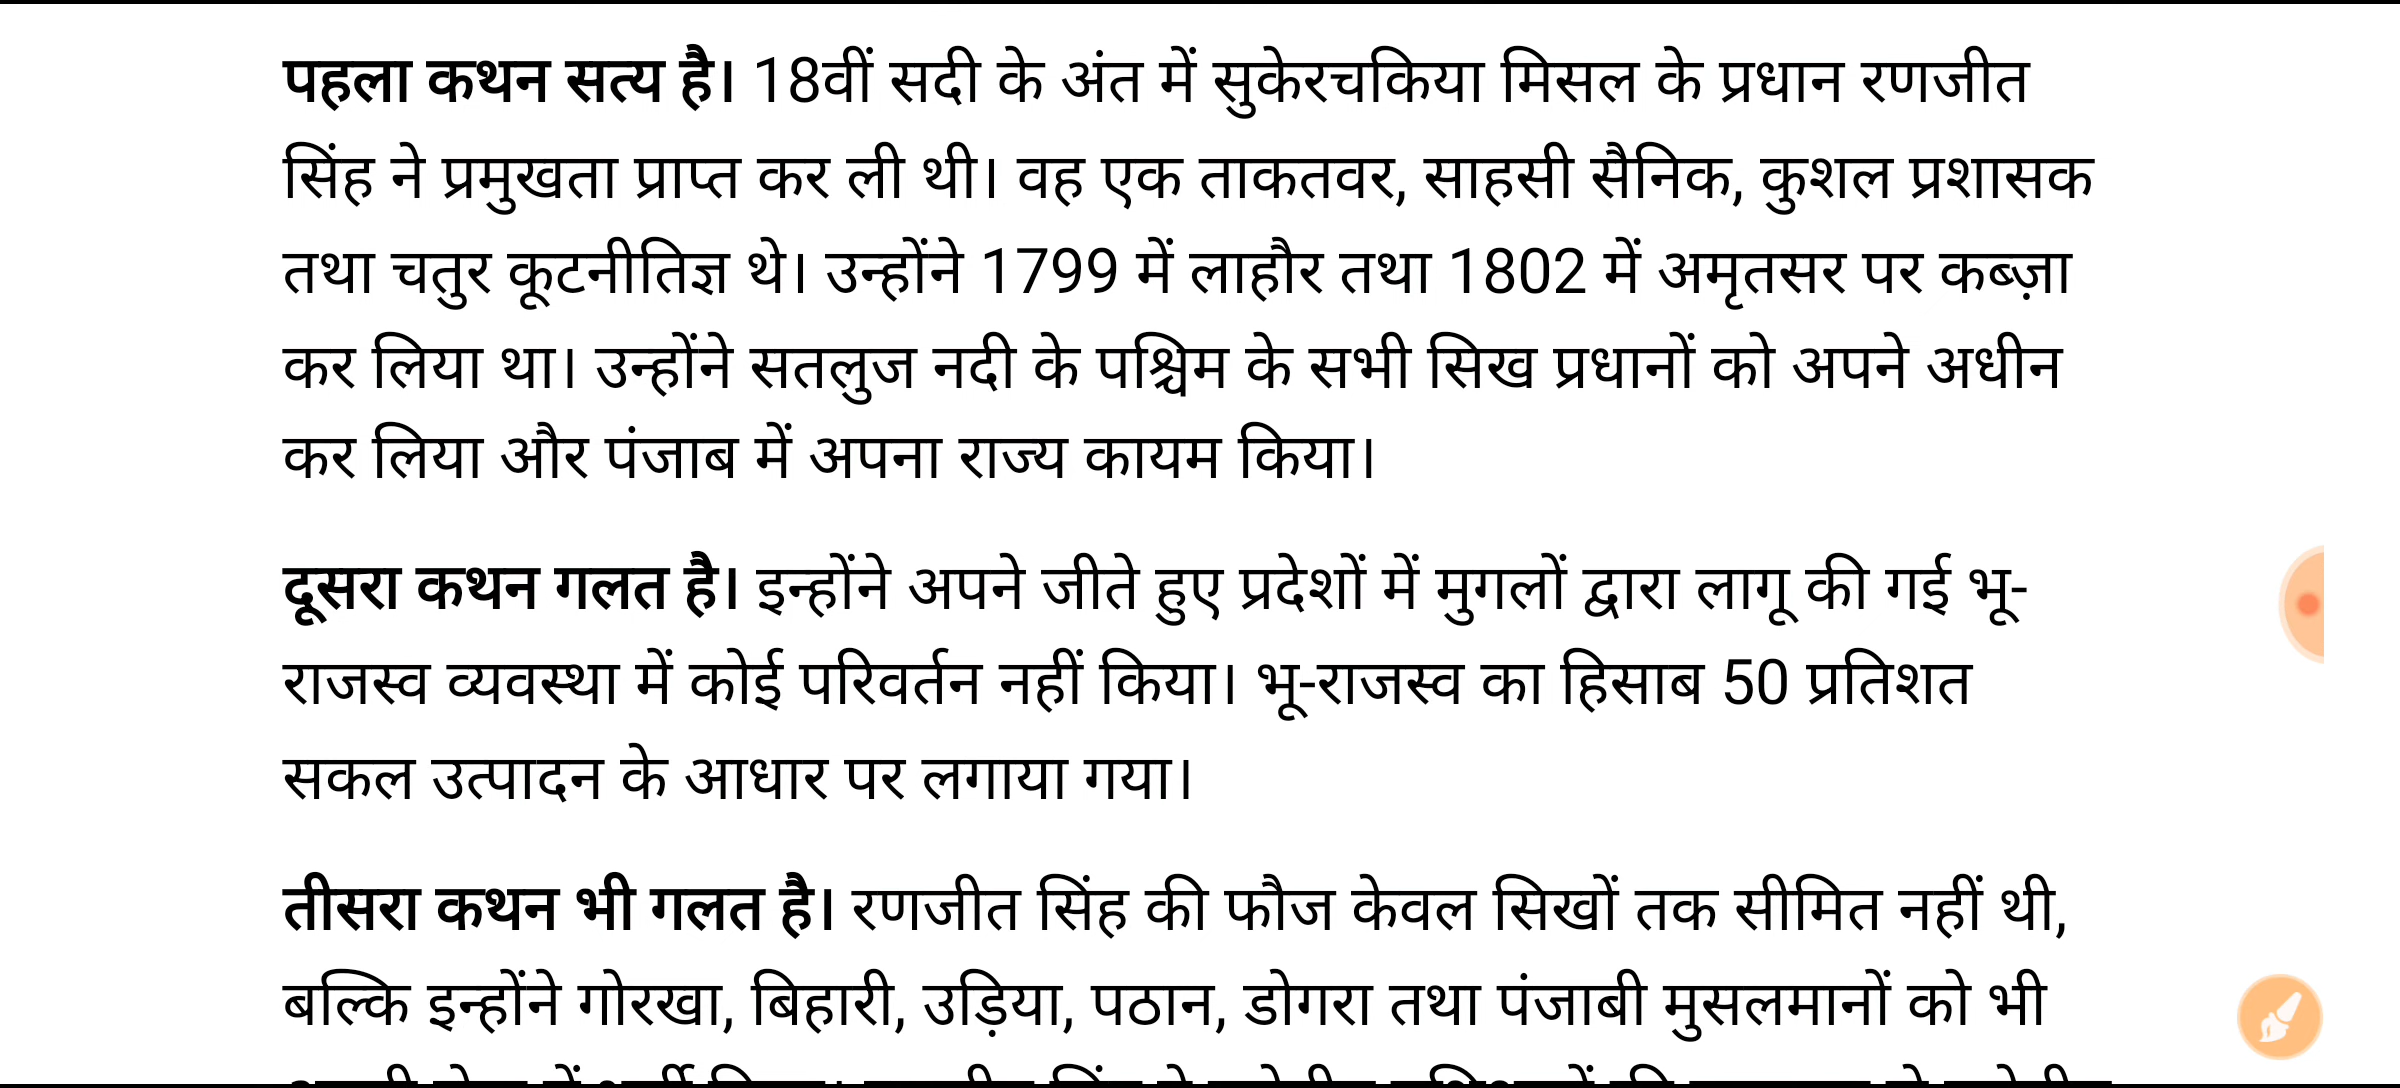 पहला कथन सत्य है। 18वीं सदी के अंत में सुकेरचकिया मिसल के प्रधान रणजीत
सिंह ने प्रमुखता प्राप्त कर ली थी। वह एक ताकतवर, साहसी सैनिक, कुशल प्रशासक
तथा चतुर कूटनीतिज्ञ थे। उन्होंने 1799 में लाहौर तथा 1802 में अमृतसर पर कब्ज़ा
कर लिया था। उन्होंने सतलुज नदी के पश्चिम के सभी सिख प्रधानों को अपने अधीन
कर लिया और पंजाब में अपना राज्य कायम किया।
दूसरा कथन गलत है। इन्होंने अपने जीते हुए प्रदेशों में मुगलों द्वारा लागू की गई भू-
राजस्व व्यवस्था में कोई परिवर्तन नहीं किया। भू-राजस्व का हिसाब 50 प्रतिशत
सकल उत्पादन के आधार पर लगाया गया।
तीसरा कथन भी गलत है। रणजीत सिंह की फौज केवल सिखों तक सीमित नहीं थी,
बल्कि इन्होंने गोरखा, बिहारी, उड़िया, पठान, डोगरा तथा पंजाबी मुसलमानों को भी